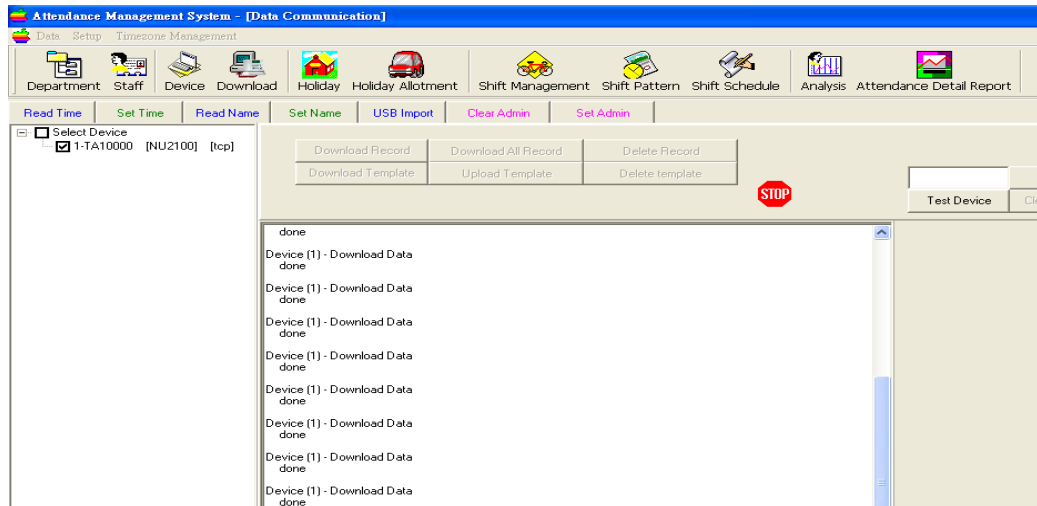 Attendance Management System - [Data Communication]
Data Setup Timezone Management
Department Staff Device Download Holiday Holiday Allotment Shift Management Shift Pattern Shift Schedule Analysis Attendance Detail Report
Read Time Set Time Read Name Set Name USB Import Clear Admin Set Admin
Select Device
1-TA10000 [NU2100] [tcp]
Download Record Download All Record Delete Record
Download Template Upload Template Delete template
STOP
Test Device
done
Device (1) - Download Data
done
Device (1) - Download Data
done
Device (1) - Download Data
done
Device (1) - Download Data
done
Device (1) - Download Data
done
Device (1) - Download Data
done
Device (1) - Download Data
done
Device (1) - Download Data
done